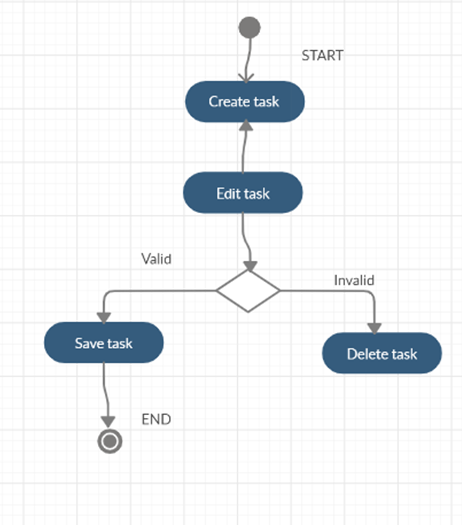 START
Create task
Edit task
Valid
Invalid
Save task
Delete task
END